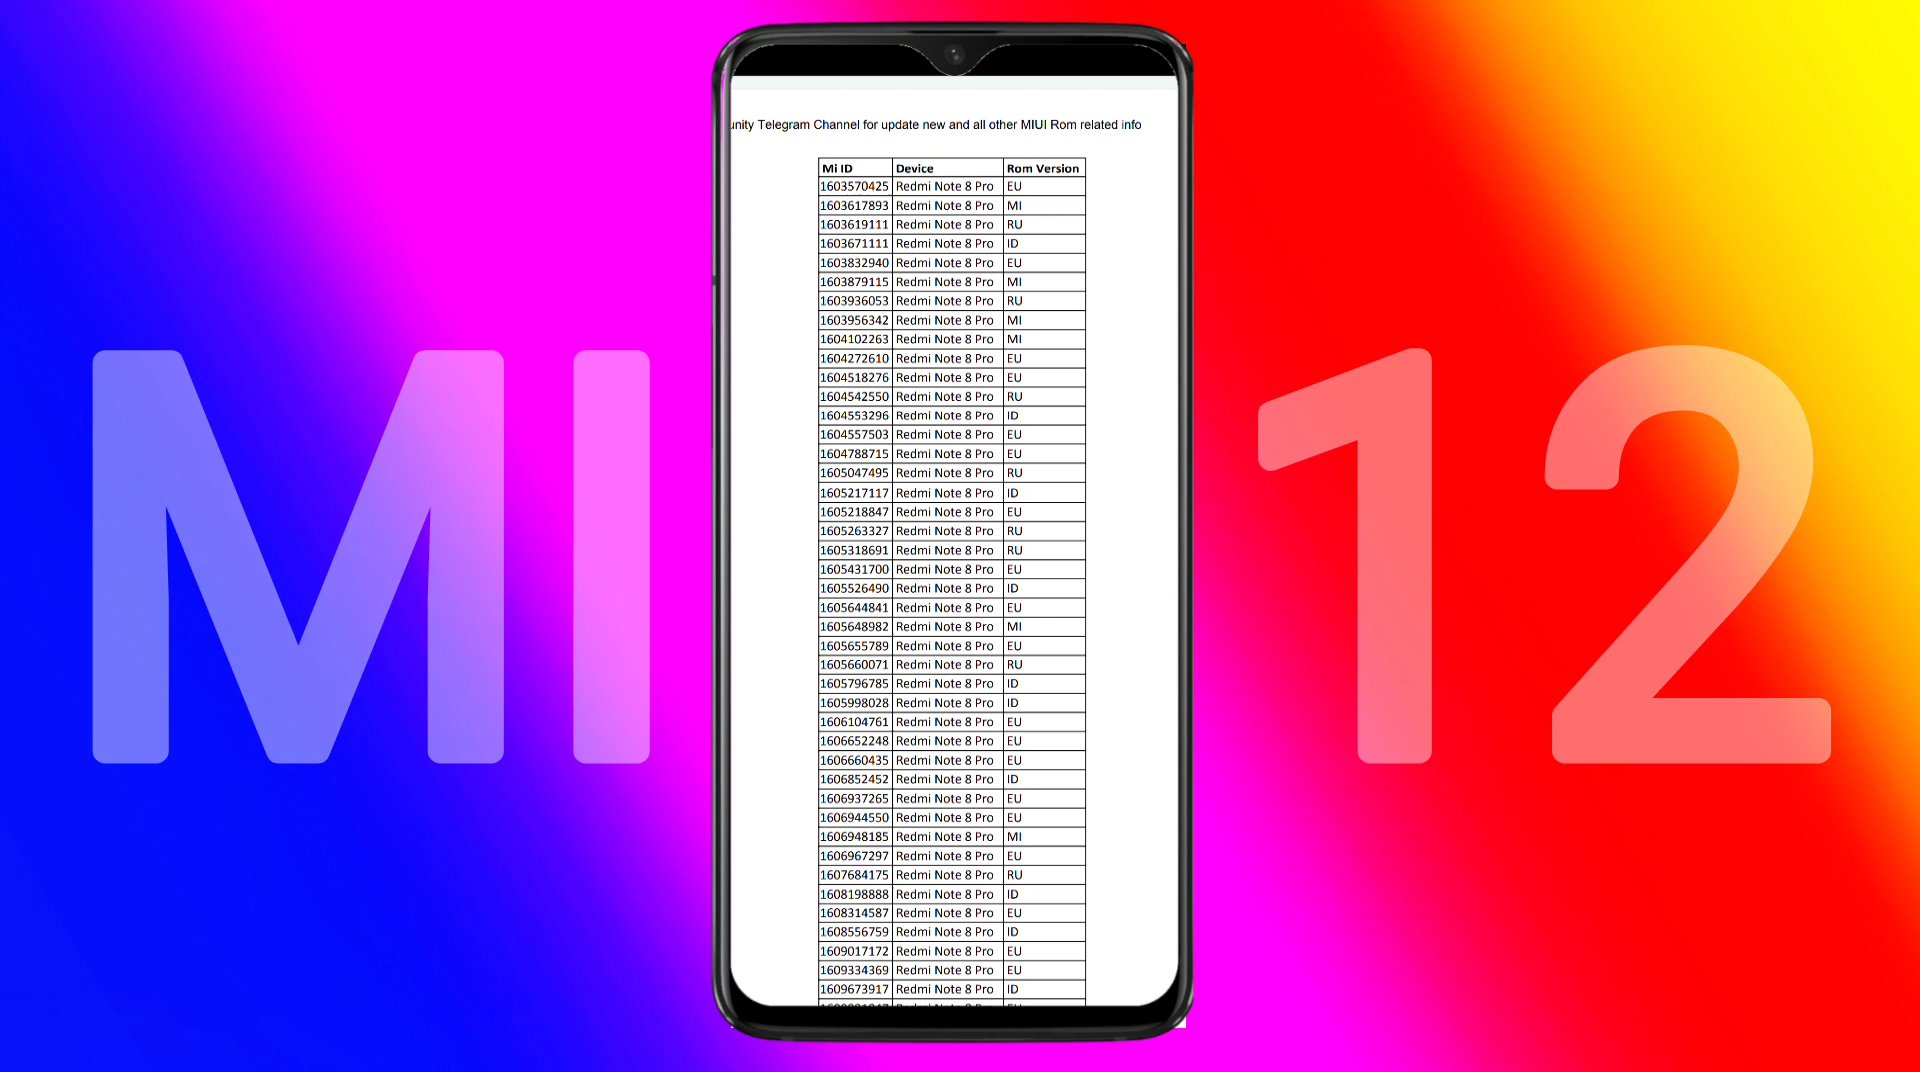 MI 12
unity Telegram Channel for update new and all other MIUI Rom related info
Mi ID Device Rom Version
1603570425 Redmi Note 8 Pro EU
1603617893 Redmi Note 8 Pro MI
1603619111 Redmi Note 8 Pro RU
1603671111 Redmi Note 8 Pro ID
1603832940 Redmi Note 8 Pro EU
1603879115 Redmi Note 8 Pro MI
1603936053 Redmi Note 8 Pro RU
1603956342 Redmi Note 8 Pro MI
1604102263 Redmi Note 8 Pro MI
1604272610 Redmi Note 8 Pro EU
1604518276 Redmi Note 8 Pro EU
1604542550 Redmi Note 8 Pro RU
1604553296 Redmi Note 8 Pro ID
1604557503 Redmi Note 8 Pro EU
1604788715 Redmi Note 8 Pro EU
1605047495 Redmi Note 8 Pro RU
1605217117 Redmi Note 8 Pro ID
1605218847 Redmi Note 8 Pro EU
1605263327 Redmi Note 8 Pro RU
1605318691 Redmi Note 8 Pro RU
1605431700 Redmi Note 8 Pro EU
1605526490 Redmi Note 8 Pro ID
1605644841 Redmi Note 8 Pro EU
1605648982 Redmi Note 8 Pro MI
1605655789 Redmi Note 8 Pro EU
1605660071 Redmi Note 8 Pro RU
1605796785 Redmi Note 8 Pro ID
1605998028 Redmi Note 8 Pro ID
1606104761 Redmi Note 8 Pro EU
1606652248 Redmi Note 8 Pro EU
1606660435 Redmi Note 8 Pro EU
1606852452 Redmi Note 8 Pro ID
1606937265 Redmi Note 8 Pro EU
1606944550 Redmi Note 8 Pro EU
1606948185 Redmi Note 8 Pro MI
1606967297 Redmi Note 8 Pro EU
1607684175 Redmi Note 8 Pro RU
1608198888 Redmi Note 8 Pro ID
1608314587 Redmi Note 8 Pro EU
1608556759 Redmi Note 8 Pro ID
1609017172 Redmi Note 8 Pro EU
1609334369 Redmi Note 8 Pro EU
1609673917 Redmi Note 8 Pro ID